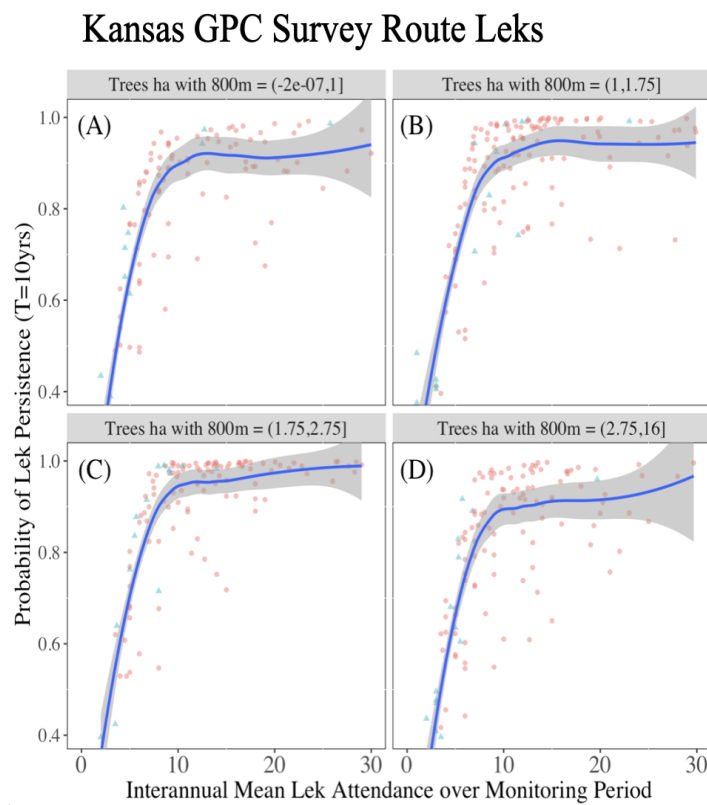 Kansas GPC Survey Route Leks
Trees ha with 800m = (-2e-07,1]
Trees ha with 800m = (1,1.75]
(A)
(B)
1.0
0.8
0.6
0.4
Trees ha with 800m = (1.75,2.75]
Trees ha with 800m = (2.75,16]
(C)
(D)
1.0
0.8
0.6
0.4
0 10 20 30
0 10 20 30
Probability of Lek Persistence (T=10yrs)
Interannual Mean Lek Attendance over Monitoring Period